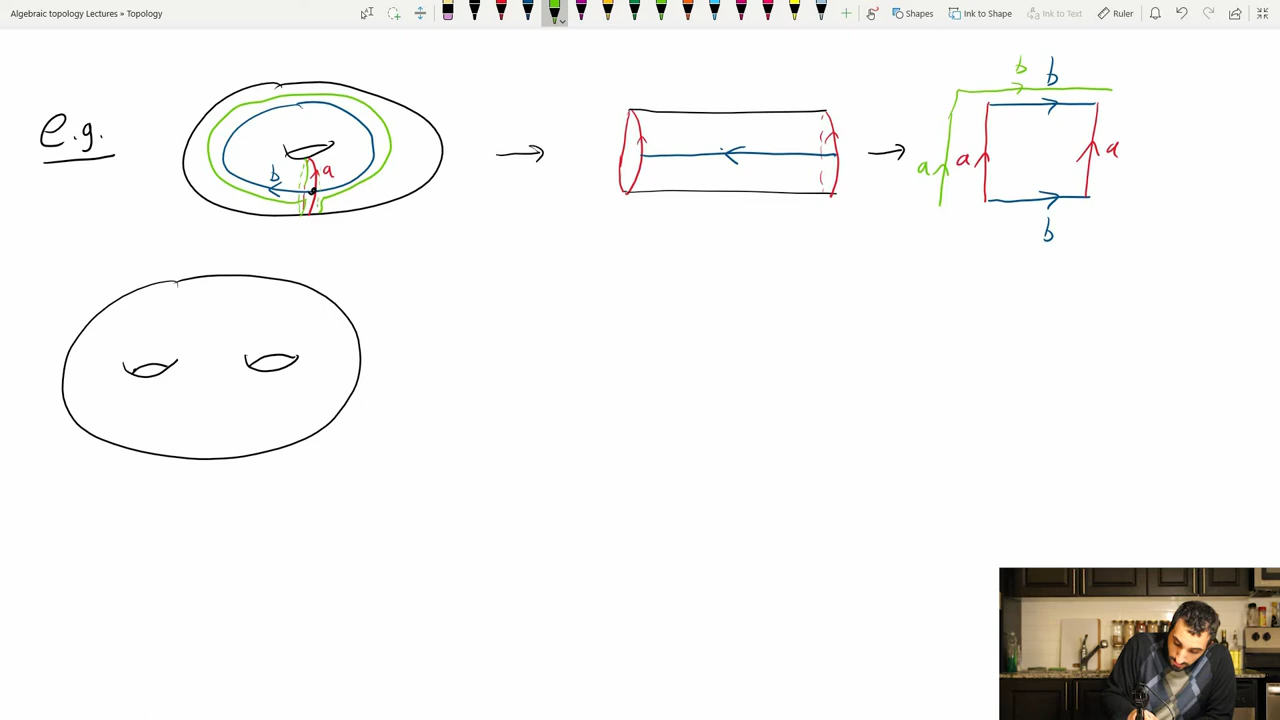 Algebraic topology Lectures » Topology
Shapes
Ink to Shape
Ink to Text
Ruler
e.g.
b
a
a
a
b
b
a
a
b